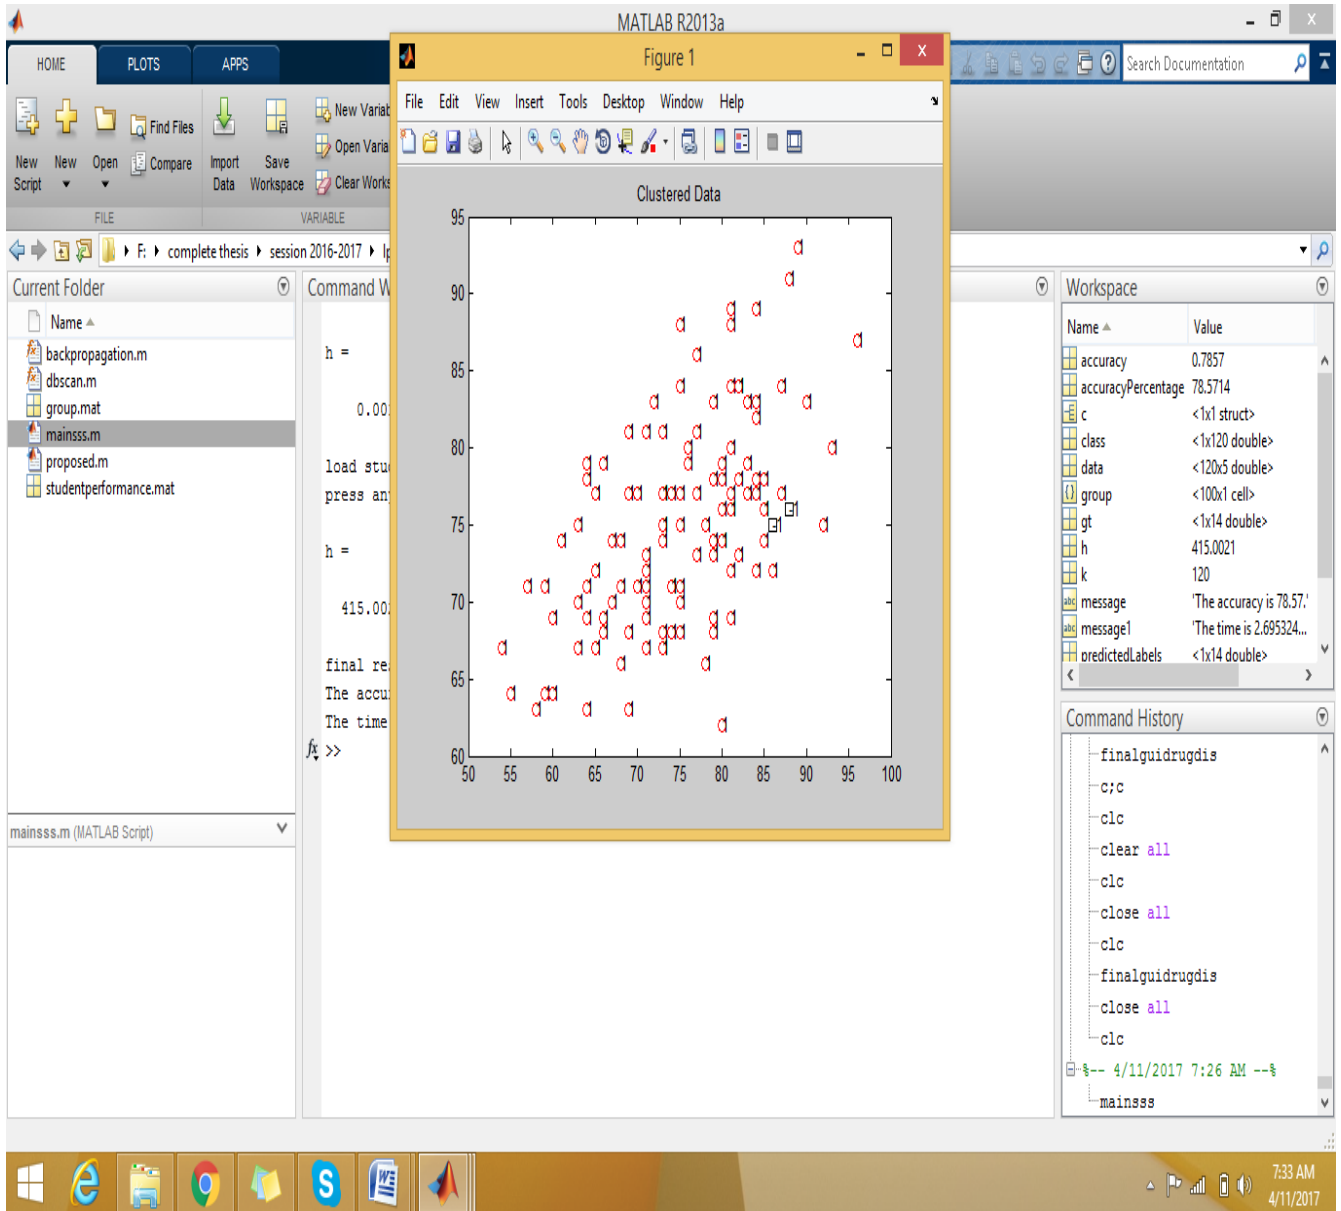 MATLAB R2013a
HOME
PLOTS
APPS
Search Documentation
New Script
New
Open
Find Files
Compare
Import Data
Save Workspace
New Variab
Open Varia
Clear Works
FILE
VARIABLE
F: complete thesis session 2016-2017
Current Folder
Name
backpropagation.m
dbscan.m
group.mat
mainsss.m
proposed.m
studentperformance.mat
mainsss.m (MATLAB Script)
Command W
h =
0.00
load stu
press an
h =
415.00
final re
The accu
The time
fx >>
Figure 1
File Edit View Insert Tools Desktop Window Help
Clustered Data
95
90
85
80
75
70
65
60
50 55 60 65 70 75 80 85 90 95 100
Workspace
Name Value
accuracy 0.7857
accuracyPercentage 78.5714
c <1x1 struct>
class <1x120 double>
data <120x5 double>
group <100x1 cell>
gt <1x14 double>
h 415.0021
k 120
message 'The accuracy is 78.57.'
message1 'The time is 2.695324...
predictedLabels <1x14 double>
Command History
finalguidrugdis
c;c
clc
clear all
clc
close all
clc
finalguidrugdis
close all
clc
%-- 4/11/2017 7:26 AM --%
mainsss
7:33 AM
4/11/2017